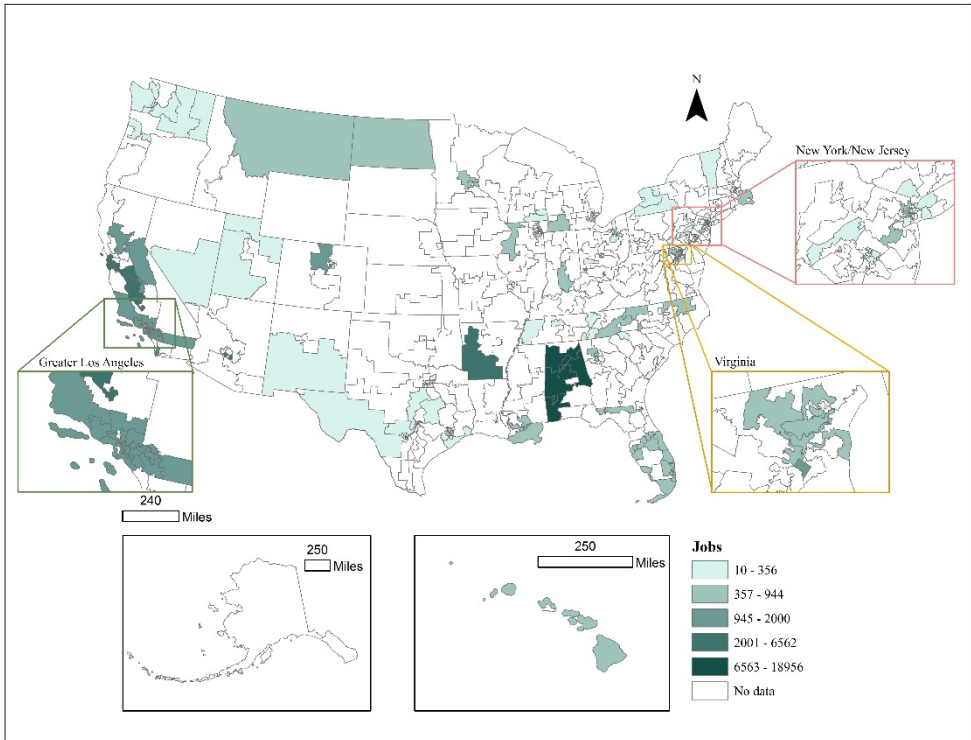 N
New York/New Jersey
Greater Los Angeles
Virginia
240
Miles
250
Miles
250
Miles
Jobs
10 - 356
357 - 944
945 - 2000
2001 - 6562
6563 - 18956
No data